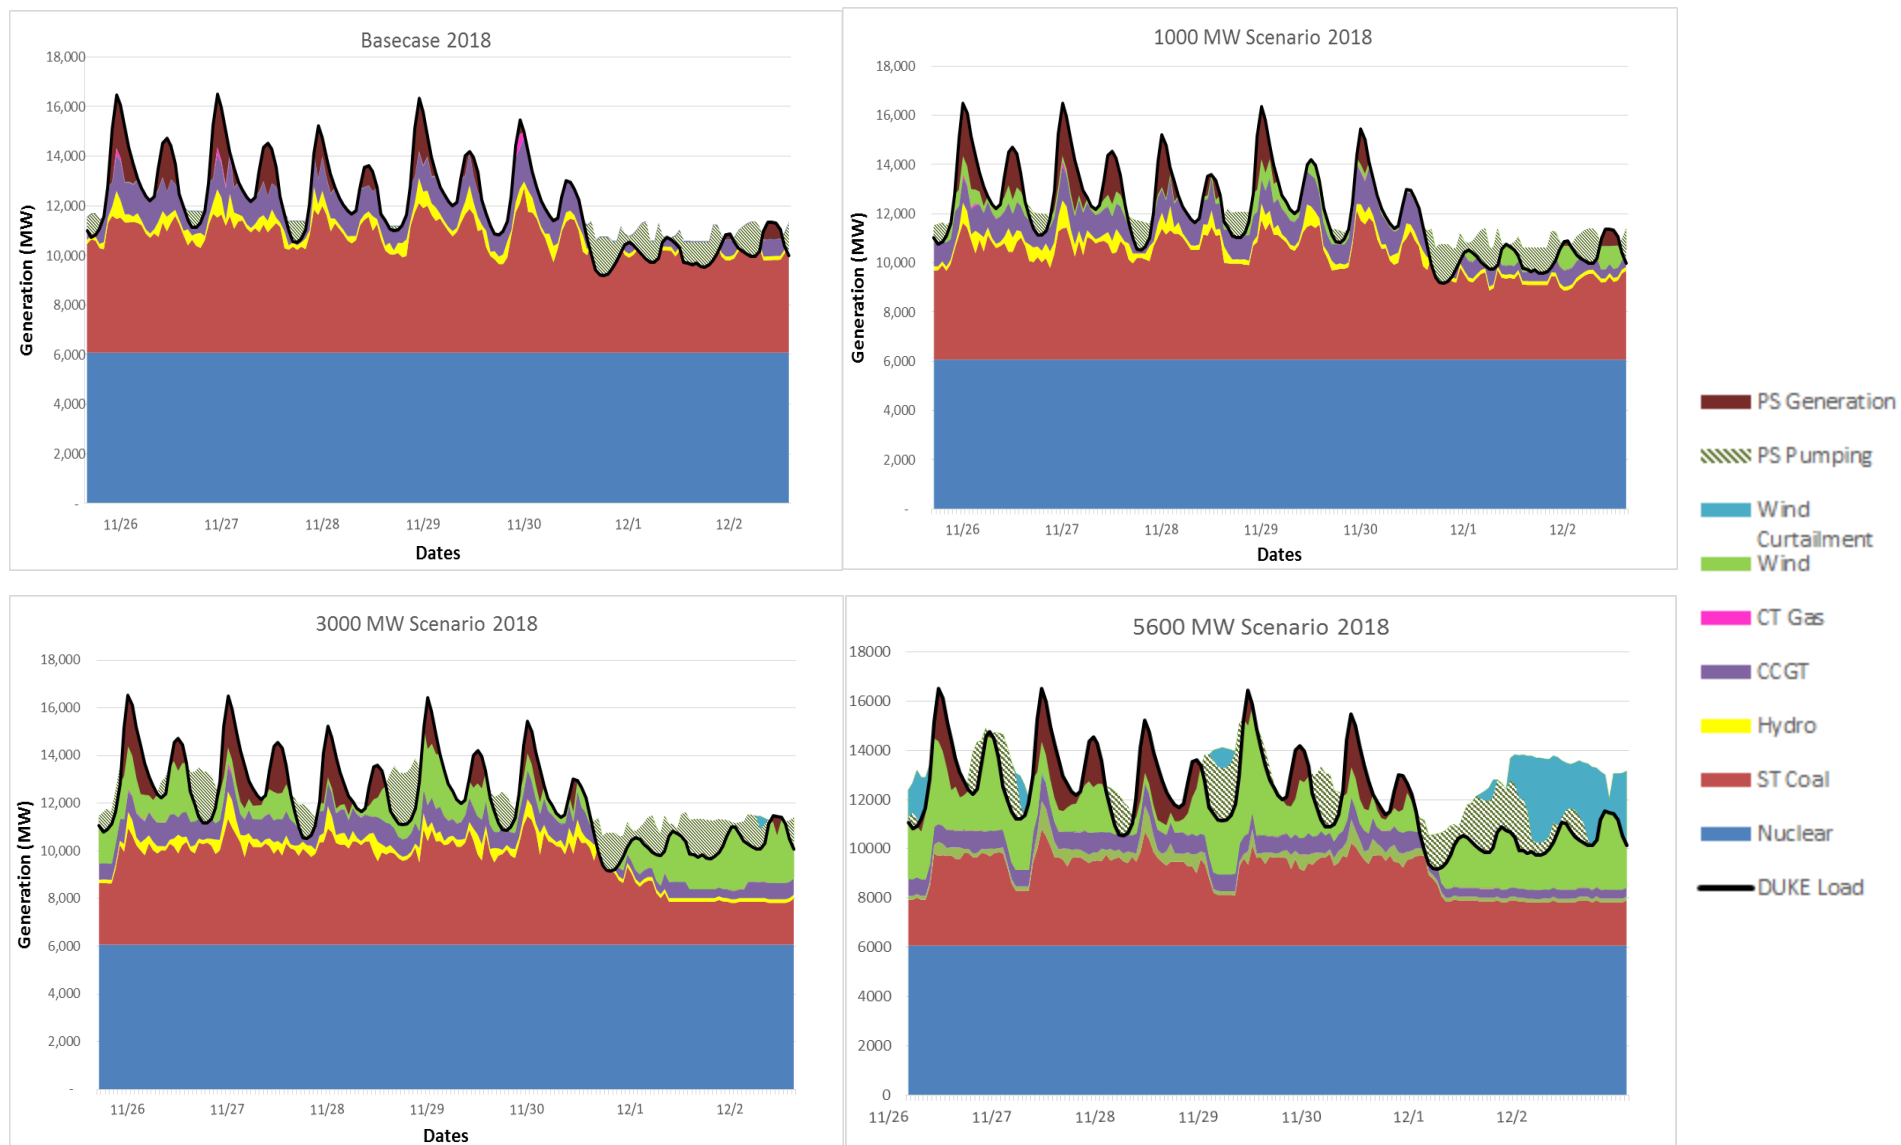 Basecase 2018
18,000
16,000
14,000
12,000
10,000
8,000
6,000
4,000
2,000
-
Generation (MW)
11/26 11/27 11/28 11/29 11/30 12/1 12/2
Dates
1000 MW Scenario 2018
18,000
16,000
14,000
12,000
10,000
8,000
6,000
4,000
2,000
-
Generation (MW)
11/26 11/27 11/28 11/29 11/30 12/1 12/2
Dates
3000 MW Scenario 2018
18,000
16,000
14,000
12,000
10,000
8,000
6,000
4,000
2,000
-
Generation (MW)
11/26 11/27 11/28 11/29 11/30 12/1 12/2
Dates
5600 MW Scenario 2018
18000
16000
14000
12000
10000
8000
6000
4000
2000
0
11/26 11/27 11/28 11/29 11/30 12/1 12/2
PS Generation
PS Pumping
Wind
Curtailment
Wind
CT Gas
CCGT
Hydro
ST Coal
Nuclear
DUKE Load